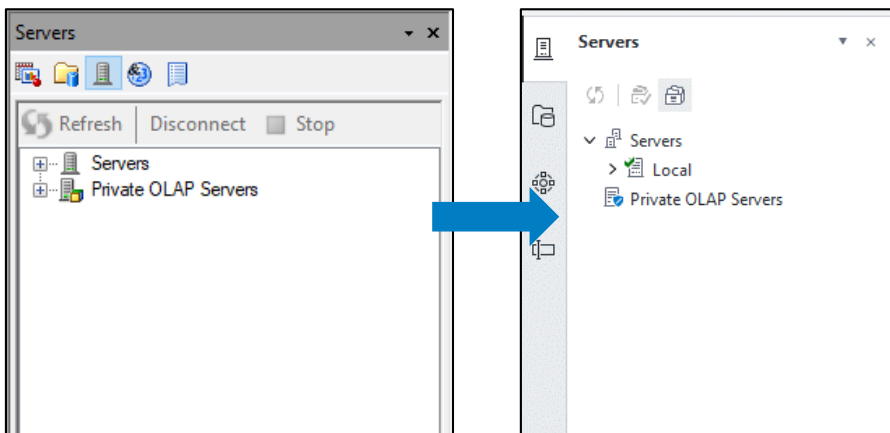 Servers
Refresh Disconnect Stop
Servers
Private OLAP Servers
Servers
Servers
Local
Private OLAP Servers